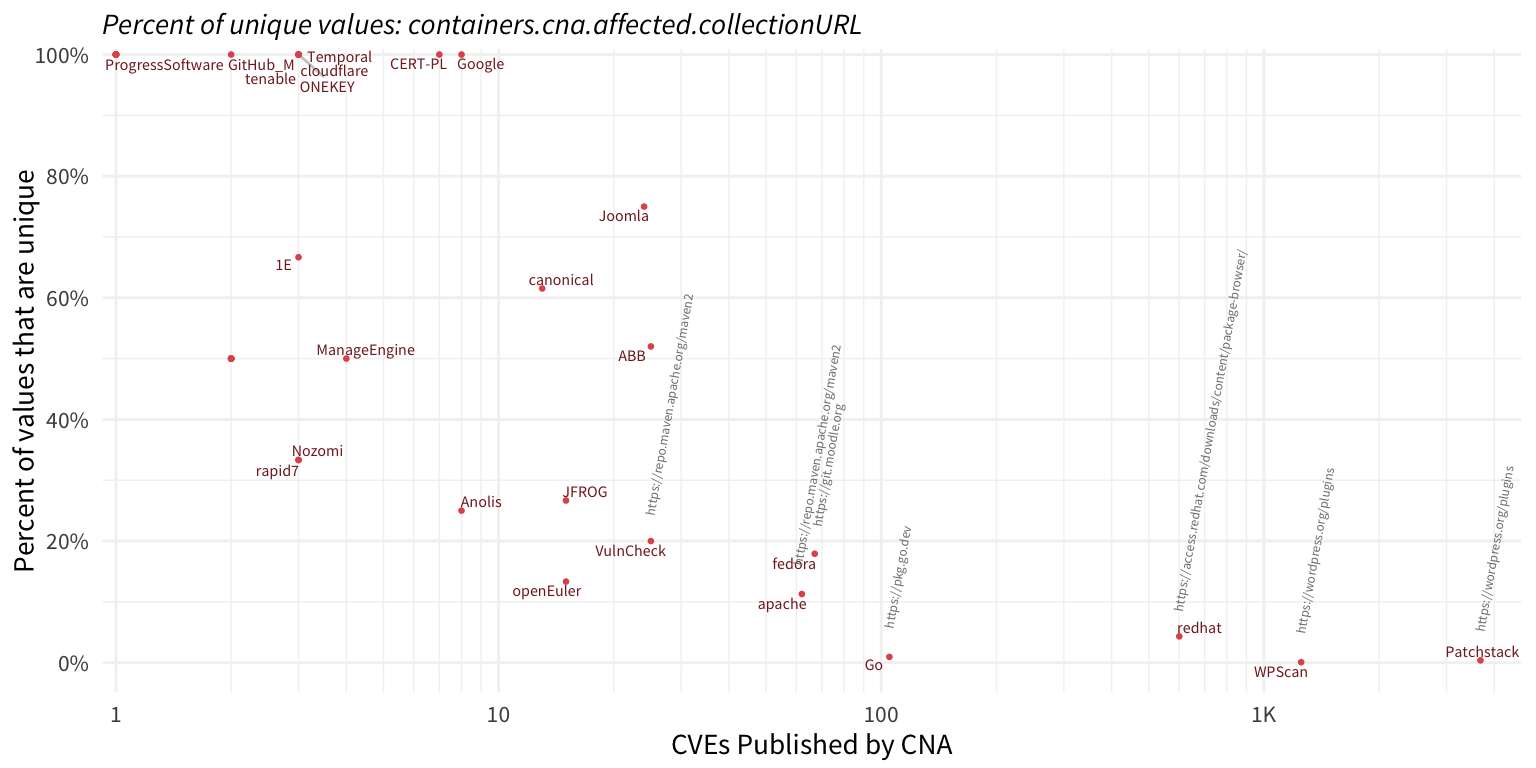 Percent of unique values: containers.cna.affected.collectionURL
Percent of values that are unique
100%
80%
60%
40%
20%
0%
ProgressSoftware
GitHub_M
tenable
Temporal
cloudflare
ONEKEY
CERT-PL
Google
Joomla
1E
canonical
ManageEngine
ABB
Nozomi
rapid7
Anolis
JFROG
VulnCheck
openEuler
fedora
apache
Go
redhat
WPScan
Patchstack
https://repo.maven.apache.org/maven2
https://repo.maven.apache.org/maven2
https://git.moodle.org
https://pkg.go.dev
https://access.redhat.com/downloads/content/package-browser/
https://wordpress.org/plugins
https://wordpress.org/plugins
1
10
100
1K
CVEs Published by CNA